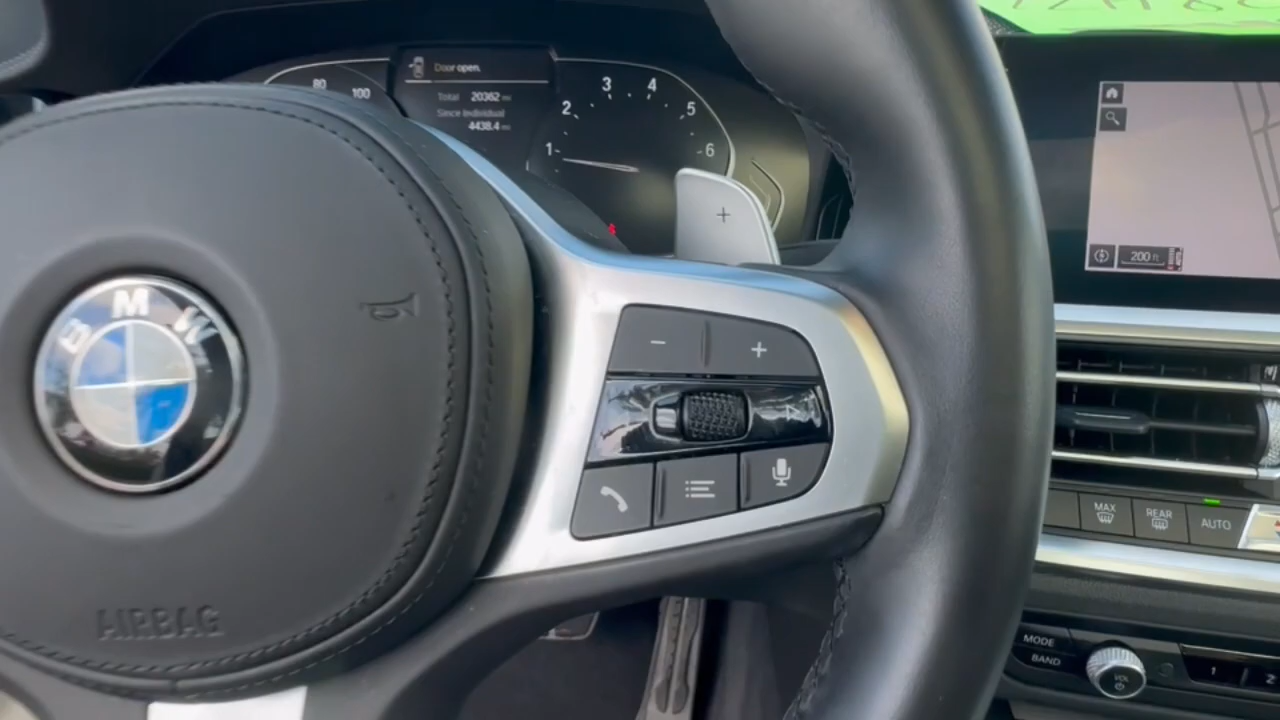 80
100
Door open.
Total 20362 mi
Since Individual
4438.4 mi
1
2
3
4
5
6
+
BMW
- +
AIRBAG
200 ft
MAX
REAR
AUTO
MODE
BAND
VOL
1
2